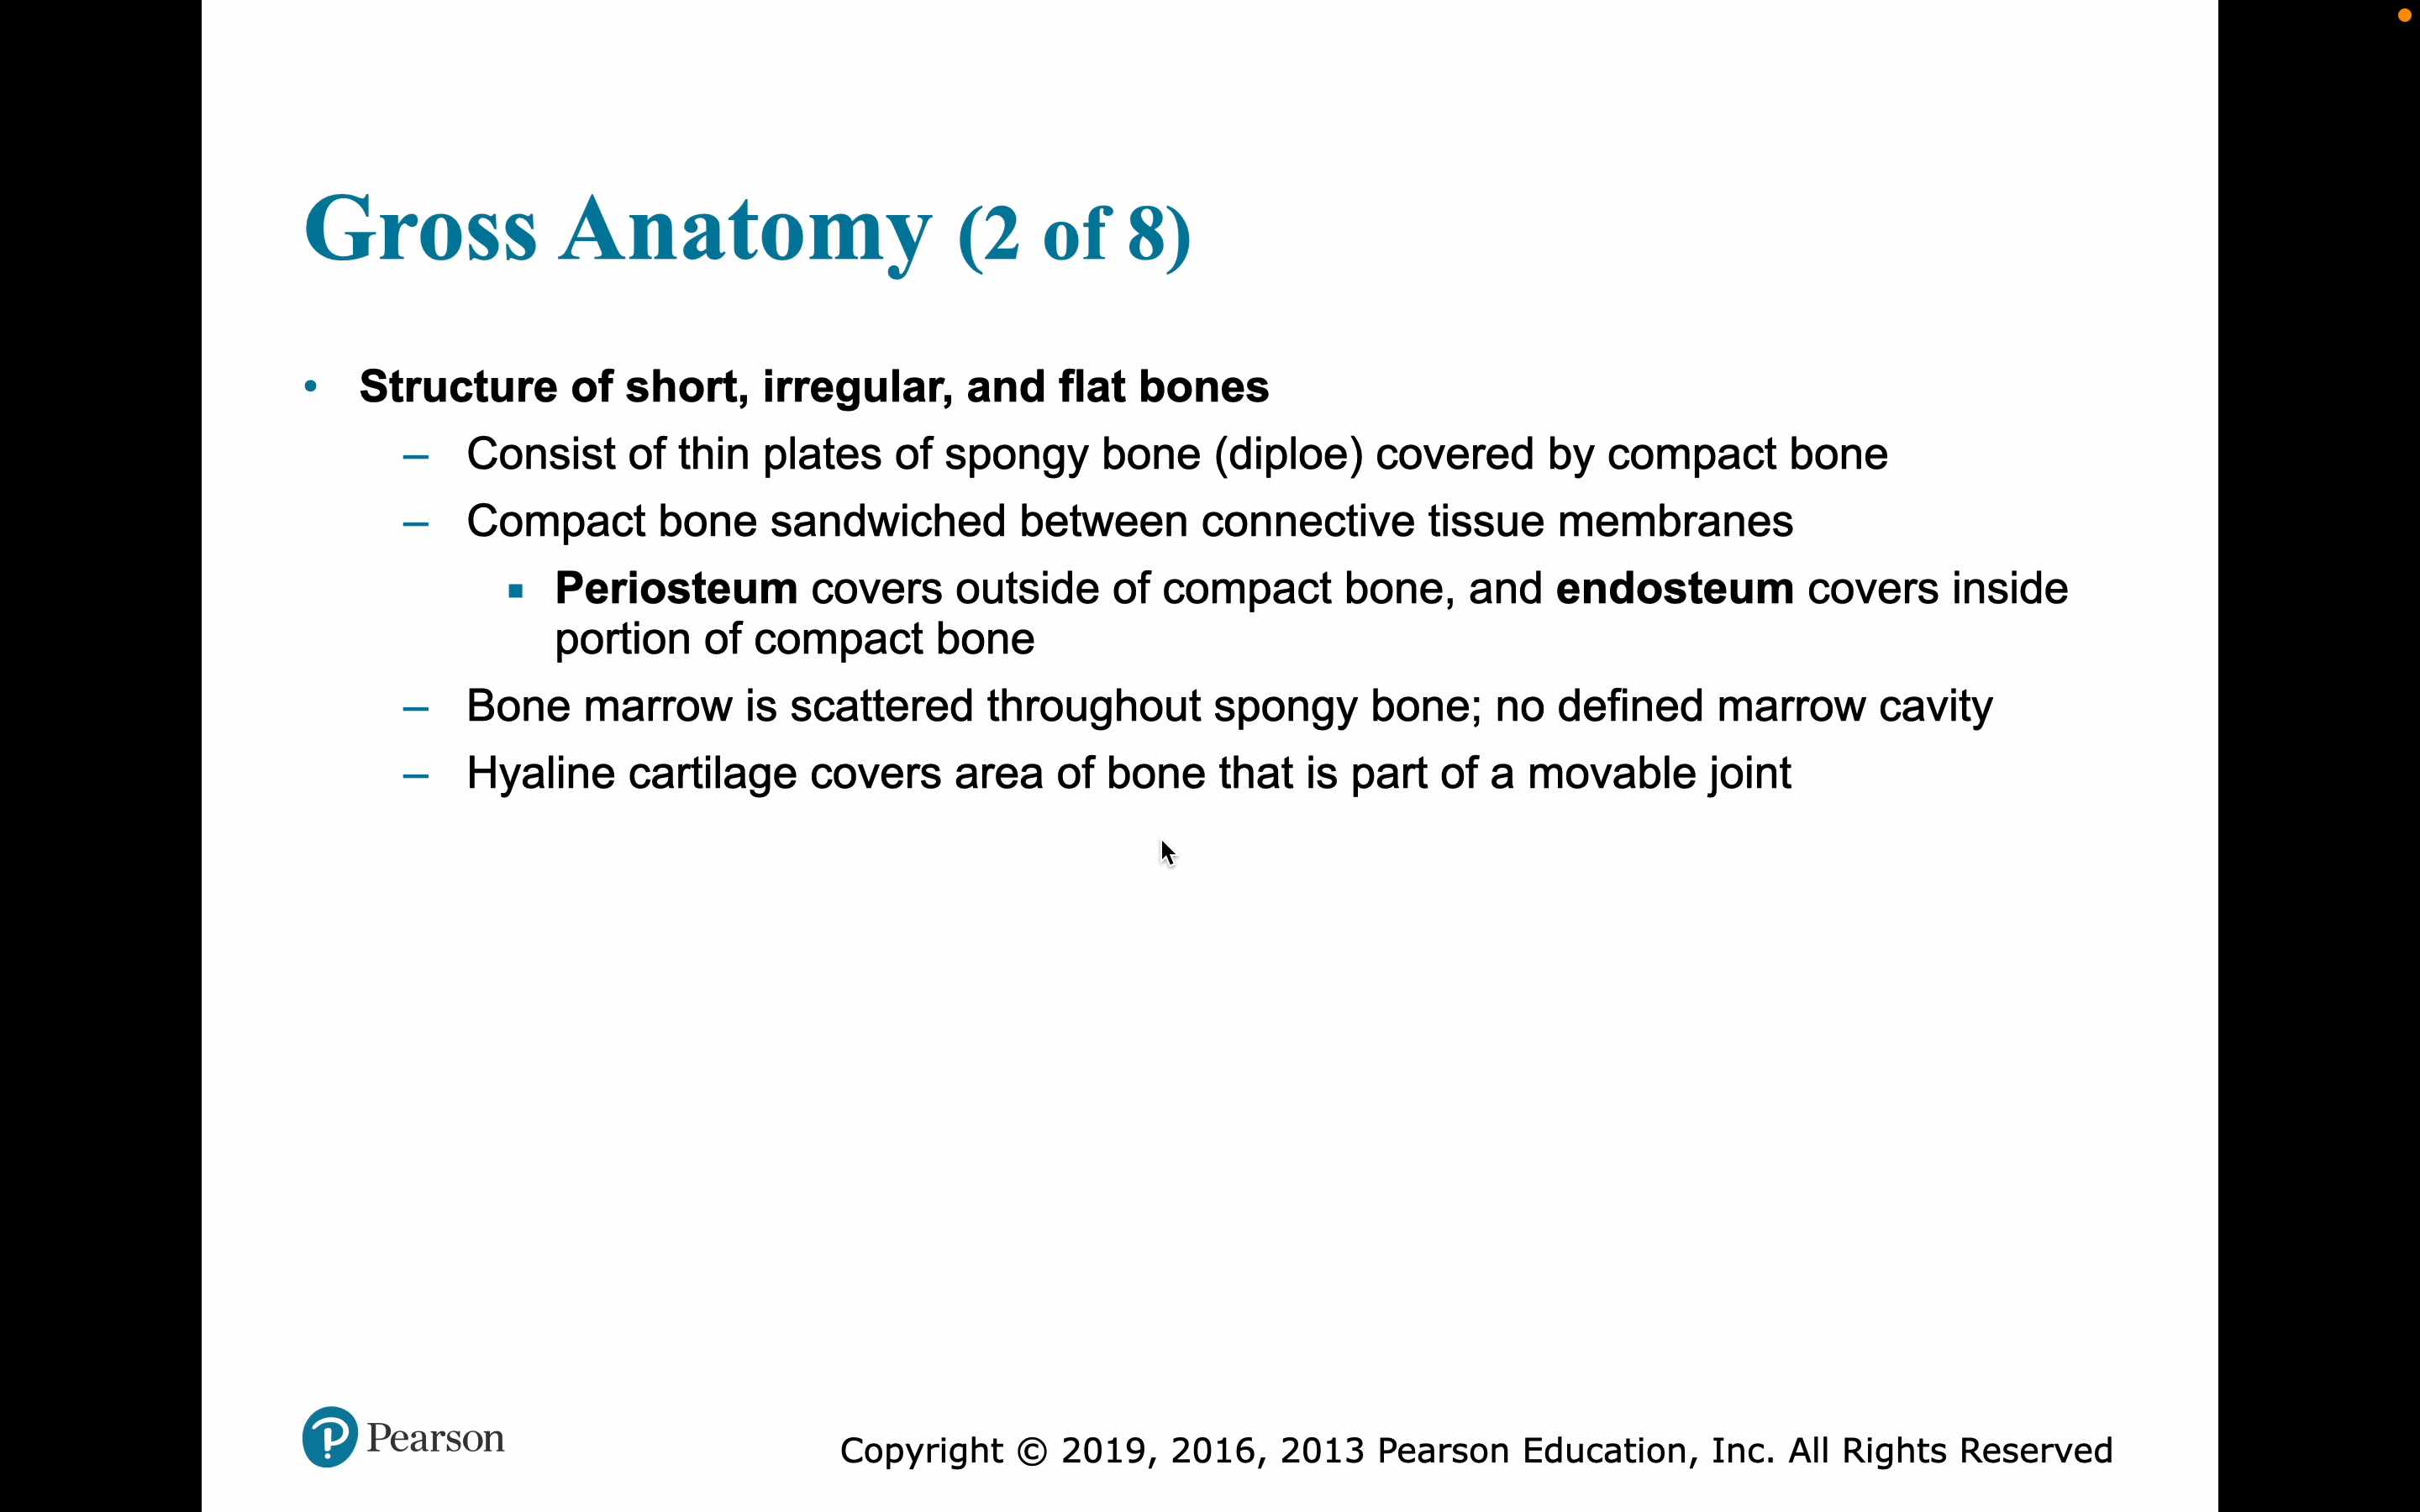 Gross Anatomy (2 of 8)
• Structure of short, irregular, and flat bones
– Consist of thin plates of spongy bone (diploe) covered by compact bone
– Compact bone sandwiched between connective tissue membranes
▪ Periosteum covers outside of compact bone, and endosteum covers inside
portion of compact bone
– Bone marrow is scattered throughout spongy bone; no defined marrow cavity
– Hyaline cartilage covers area of bone that is part of a movable joint
P Pearson
Copyright © 2019, 2016, 2013 Pearson Education, Inc. All Rights Reserved